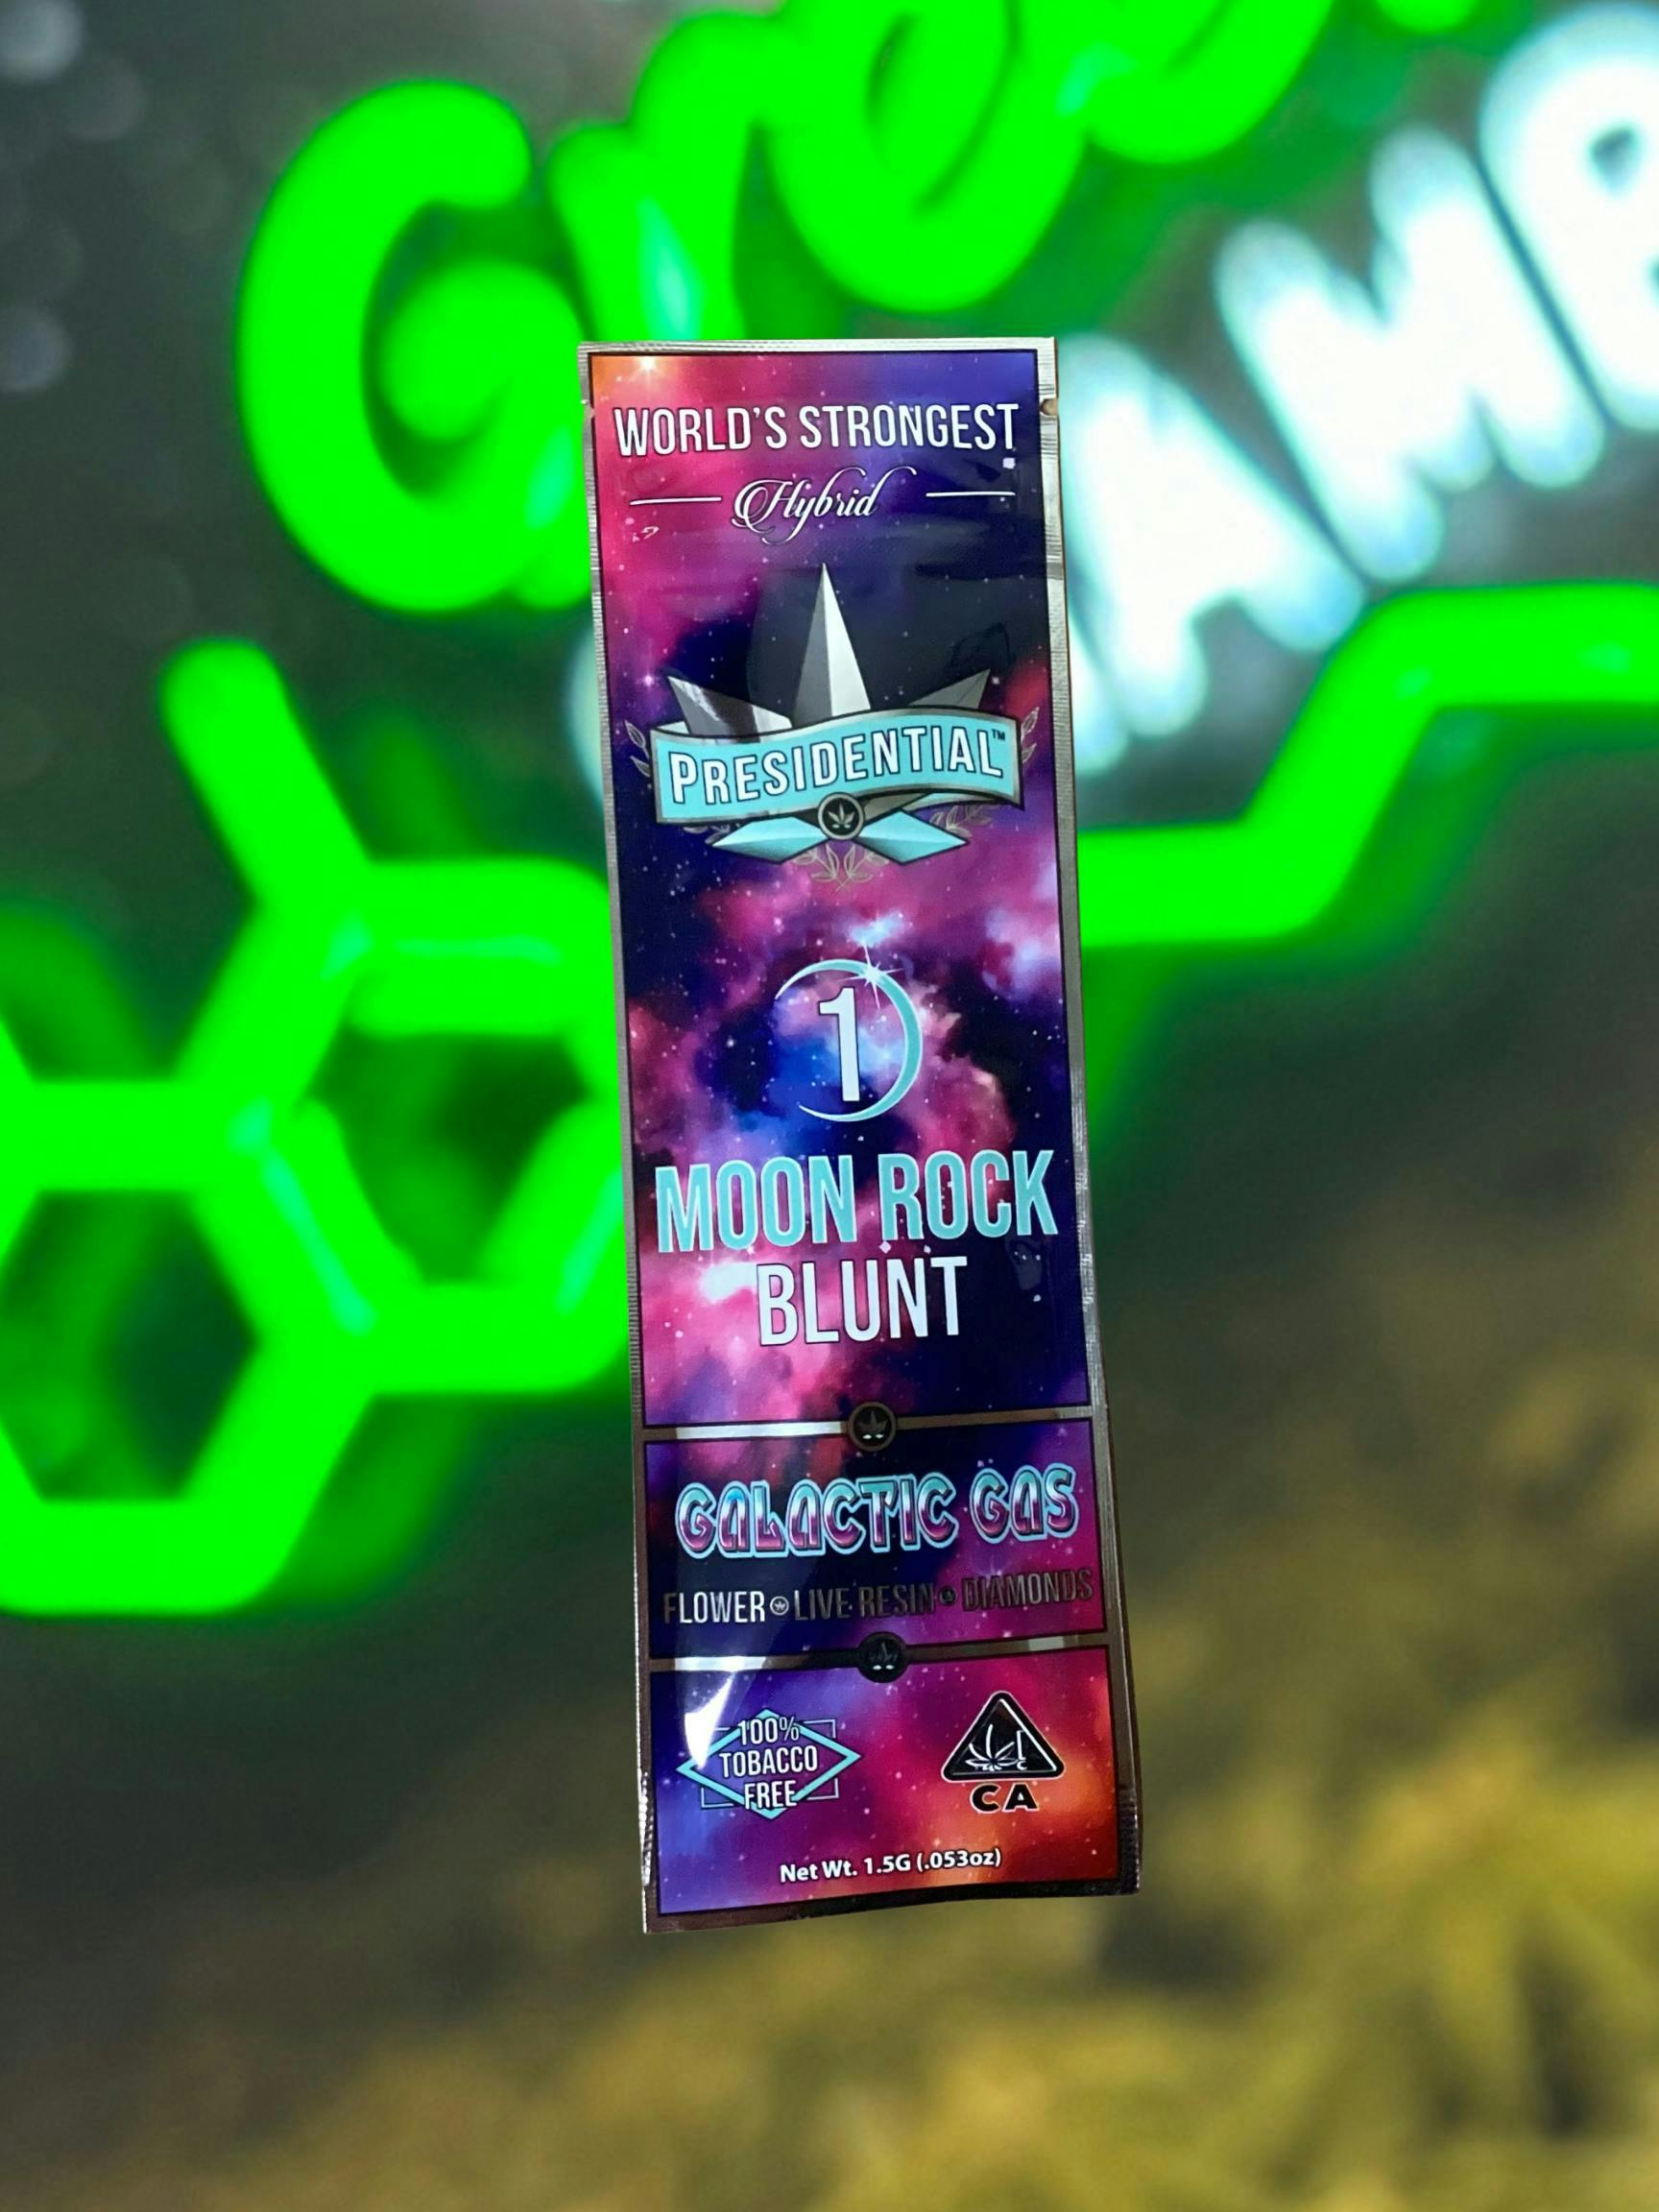 WORLD'S STRONGEST
Hybrid
PRESIDENTIAL™
1
MOON ROCK
BLUNT
GALACTIC GAS
FLOWER LIVE RESIN DIAMONDS
100%
TOBACCO
FREE
!
CA
Net Wt. 1.5G (.053oz)